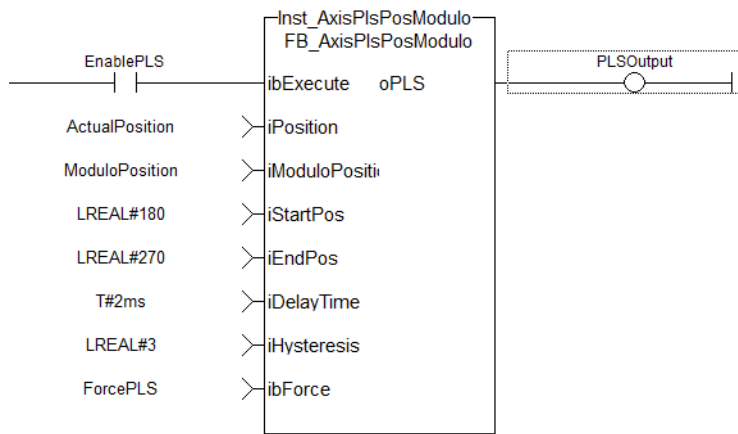 Inst_AxisPlsPosModulo
FB_AxisPlsPosModulo
EnablePLS
PLSOutput
ibExecute oPLS
ActualPosition iPosition
ModuloPosition iModuloPositi
LREAL#180 iStartPos
LREAL#270 iEndPos
T#2ms iDelayTime
LREAL#3 iHysteresis
ForcePLS ibForce